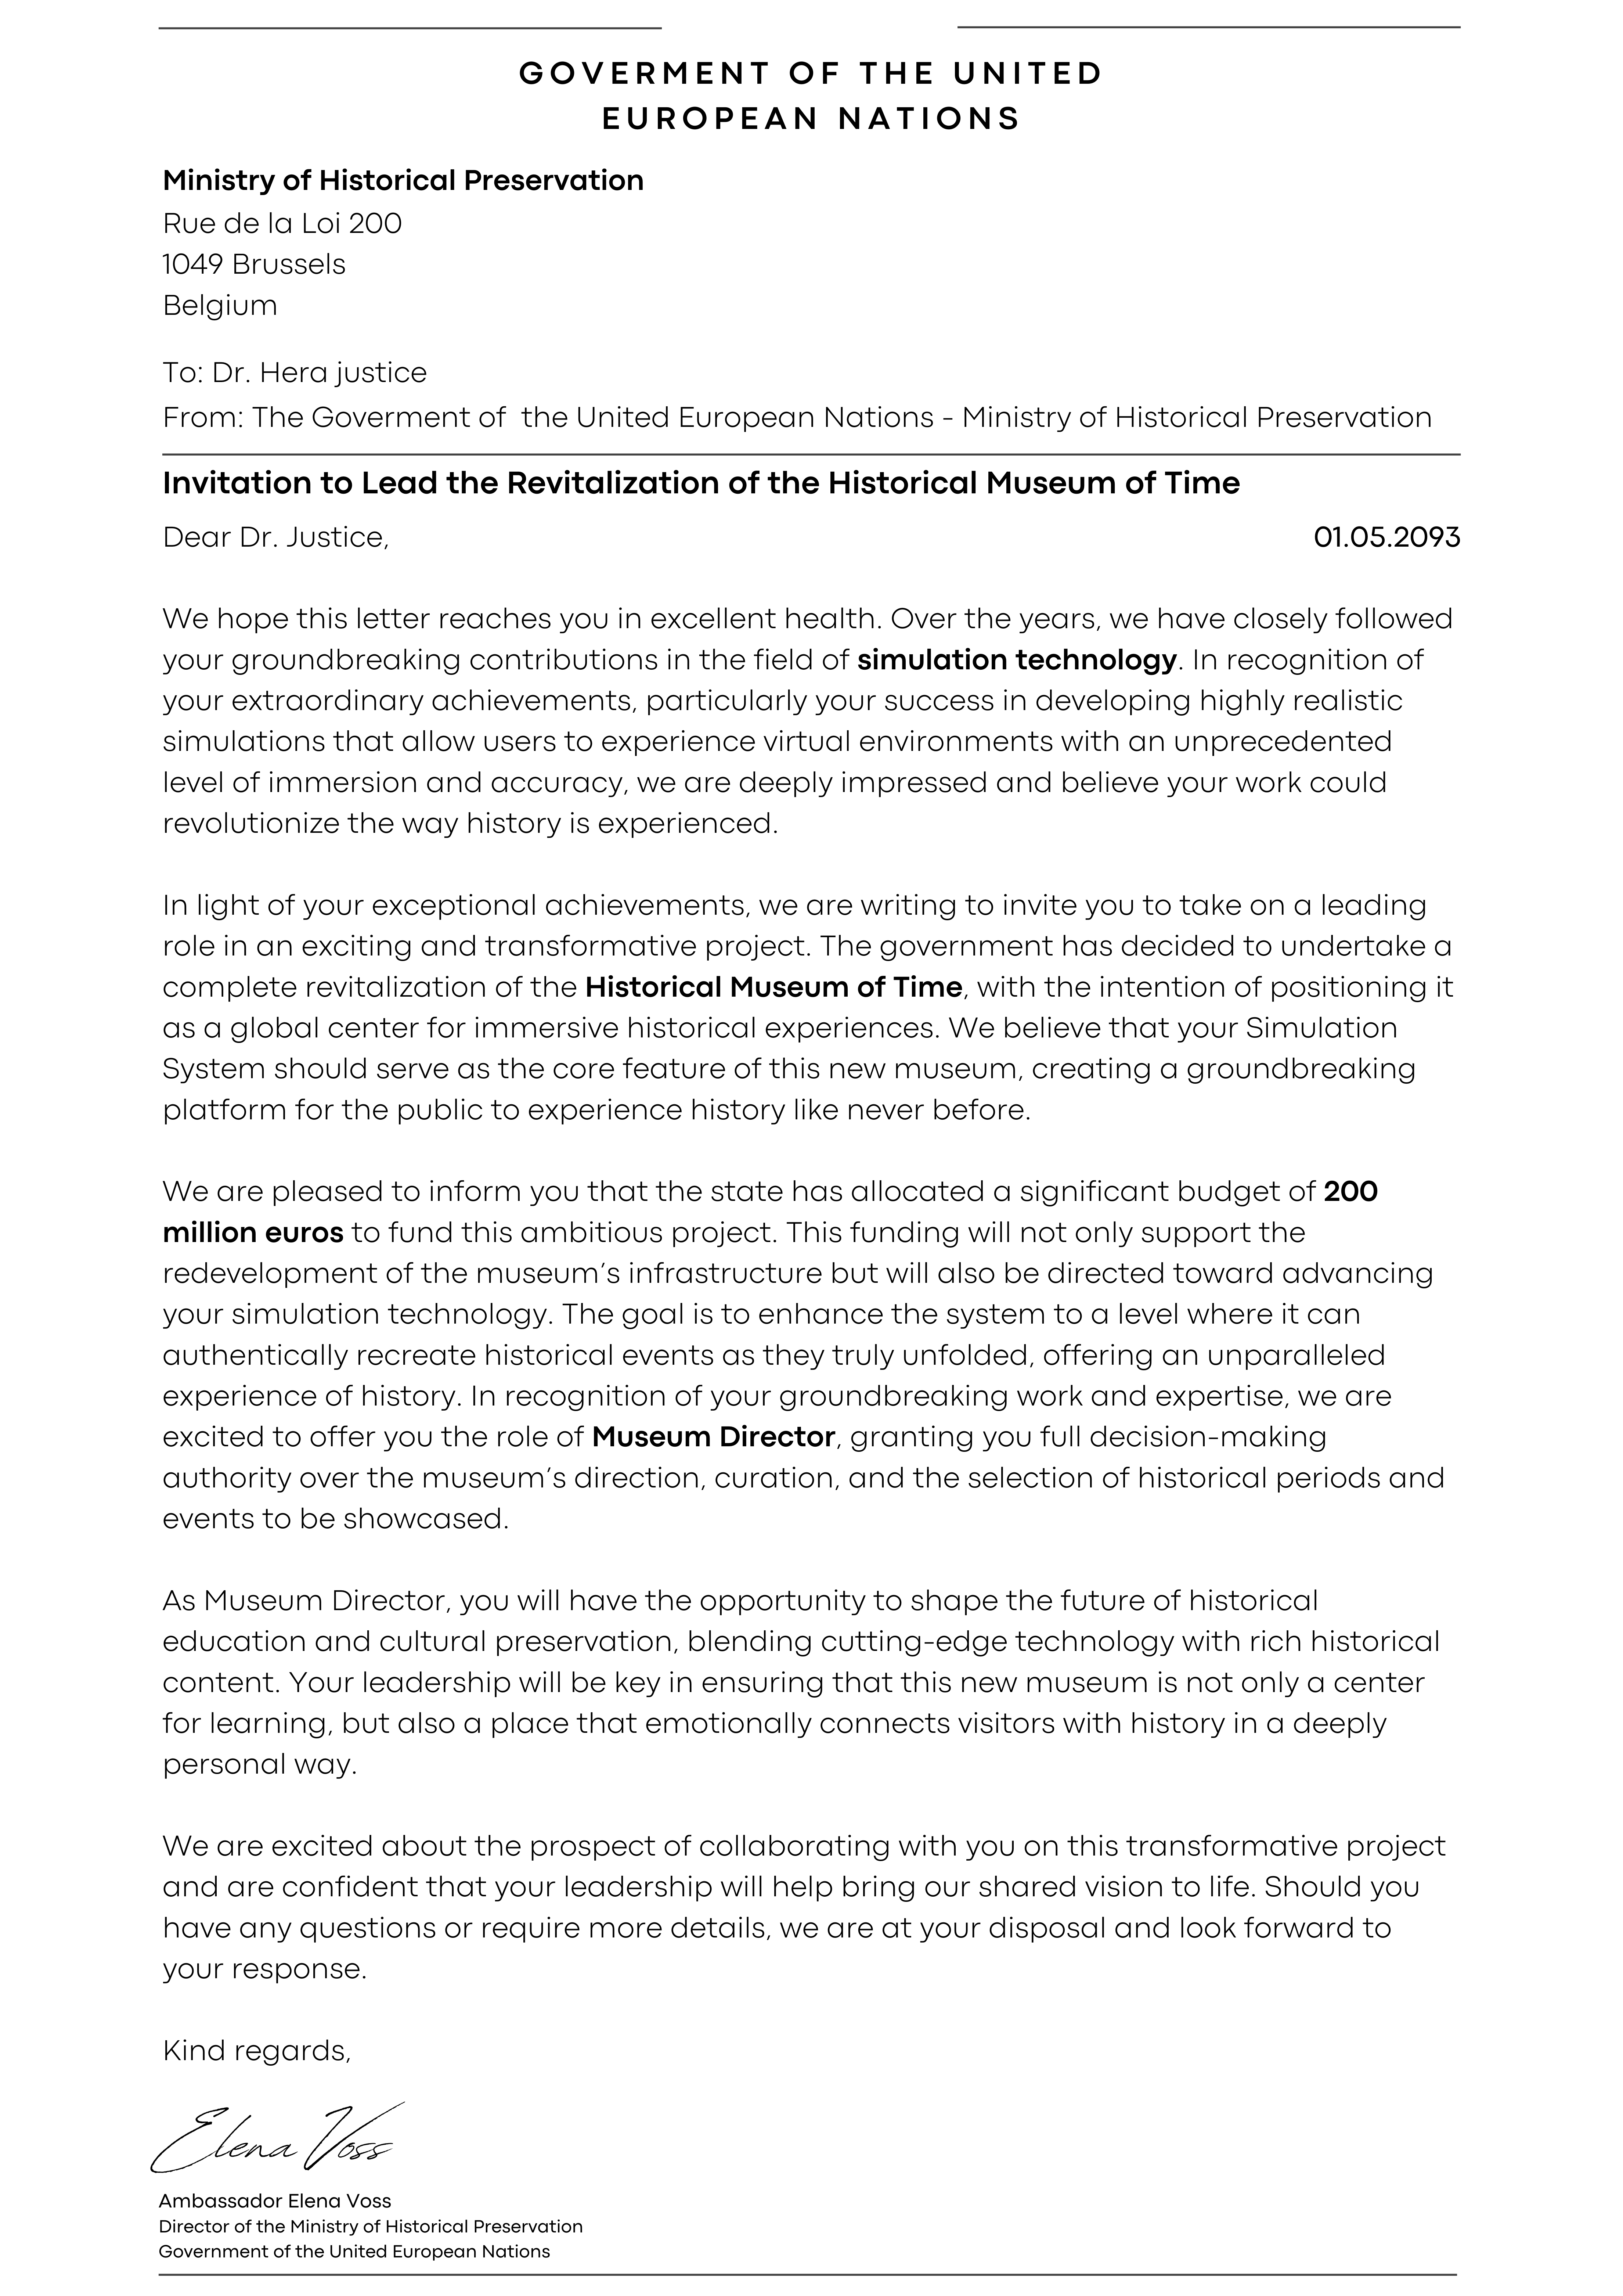 GOVERMENT OF THE UNITED
EUROPEAN NATIONS
Ministry of Historical Preservation
Rue de la Loi 200
1049 Brussels
Belgium
To: Dr. Hera justice
From: The Goverment of  the United European Nations - Ministry of Historical Preservation
Invitation to Lead the Revitalization of the Historical Museum of Time
Dear Dr. Justice, 01.05.2093
We hope this letter reaches you in excellent health. Over the years, we have closely followed
your groundbreaking contributions in the field of simulation technology. In recognition of
your extraordinary achievements, particularly your success in developing highly realistic
simulations that allow users to experience virtual environments with an unprecedented
level of immersion and accuracy, we are deeply impressed and believe your work could
revolutionize the way history is experienced.
In light of your exceptional achievements, we are writing to invite you to take on a leading
role in an exciting and transformative project. The government has decided to undertake a
complete revitalization of the Historical Museum of Time, with the intention of positioning it
as a global center for immersive historical experiences. We believe that your Simulation
System should serve as the core feature of this new museum, creating a groundbreaking
platform for the public to experience history like never before.
We are pleased to inform you that the state has allocated a significant budget of 200
million euros to fund this ambitious project. This funding will not only support the
redevelopment of the museum's infrastructure but will also be directed toward advancing
your simulation technology. The goal is to enhance the system to a level where it can
authentically recreate historical events as they truly unfolded, offering an unparalleled
experience of history. In recognition of your groundbreaking work and expertise, we are
excited to offer you the role of Museum Director, granting you full decision-making
authority over the museum's direction, curation, and the selection of historical periods and
events to be showcased.
As Museum Director, you will have the opportunity to shape the future of historical
education and cultural preservation, blending cutting-edge technology with rich historical
content. Your leadership will be key in ensuring that this new museum is not only a center
for learning, but also a place that emotionally connects visitors with history in a deeply
personal way.
We are excited about the prospect of collaborating with you on this transformative project
and are confident that your leadership will help bring our shared vision to life. Should you
have any questions or require more details, we are at your disposal and look forward to
your response.
Kind regards,
Elena Voss
Ambassador Elena Voss
Director of the Ministry of Historical Preservation
Government of the United European Nations